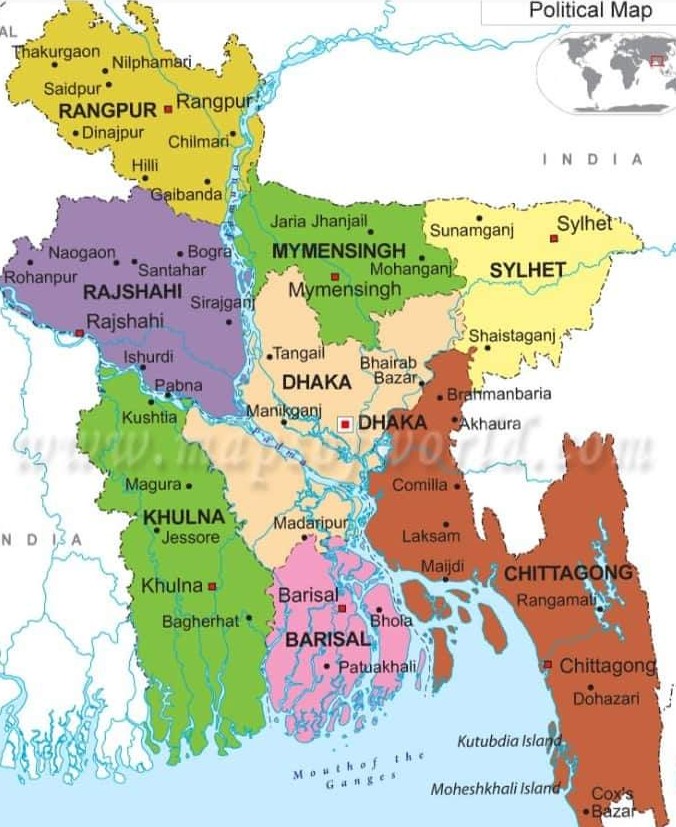 Political Map
AL
Thakurgaon
Nilphamari
Saidpur
RANGPUR
Rangpur
Dinajpur
Chilmari
Hilli
Gaibanda
INDIA
Jaria Jhanjail
Sunamganj
Sylhet
MYMENSINGH
Mohanganj
SYLHET
Mymensingh
Naogaon
Bogra
Rohanpur
Santahar
RAJSHAHI
Sirajganj
Rajshahi
Shaistaganj
Ishurdi
Tangail
Bhairab
Bazar
Pabna
DHAKA
Brahmanbaria
Kushtia
Manikganj
DHAKA
Akhaura
Padma
www.mapsofworld.com
Magura
Comilla
KHULNA
Madaripur
Laksam
NDIA
Jessore
Maijdi
CHITTAGONG
Khulna
Barisal
Rangamati
Bagherhat
Bhola
BARISAL
Patuakhali
Chittagong
Dohazari
Kutubdia Island
Mouth of the
Ganges
Moheshkhali Island
Cox's
Bazar